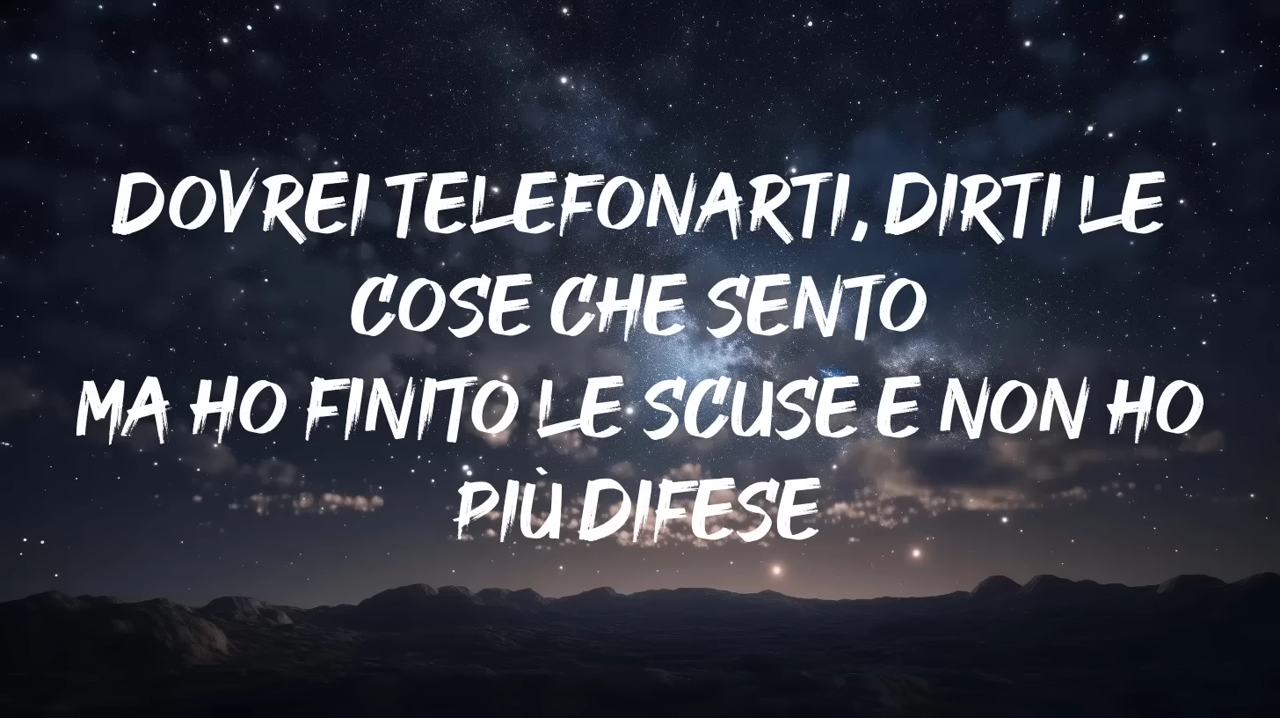 DOVREI TELEFONARTI, DIRTI LE
COSE CHE SENTO
MA HO FINITO LE SCUSE E NON HO
PIÙ DIFESE